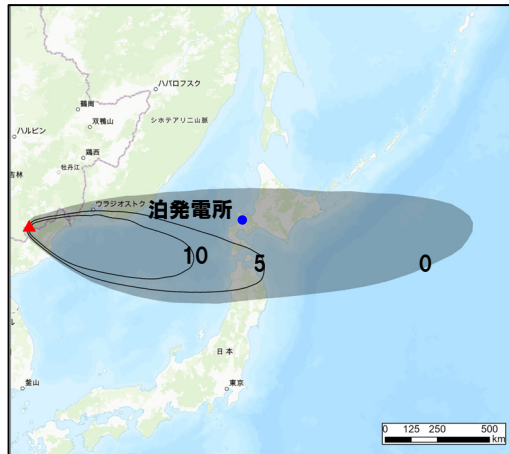 ハバロフスク
鶴岡
双鴨山
シホテアリニ山脈
ハルビン
鶏西
牡丹江
吉林
ウラジオストク
泊発電所
10
5
0
日本
東京
釜山
0 125 250 500
km